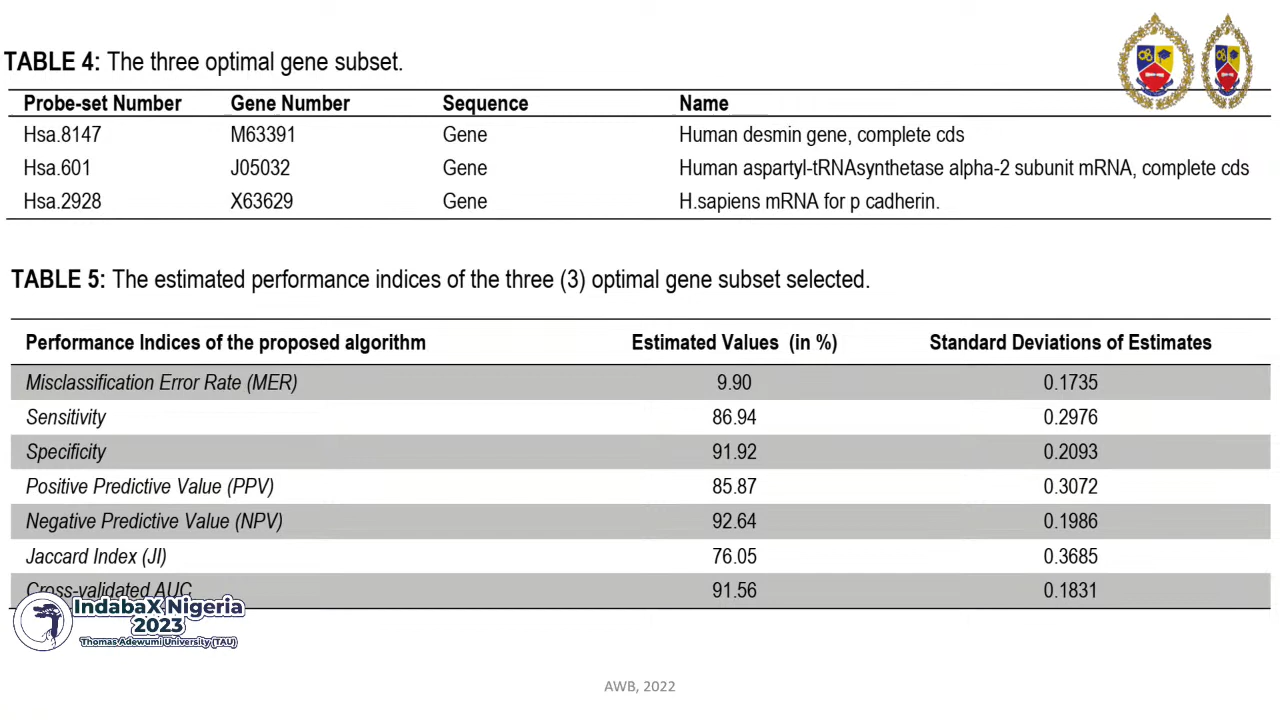 TABLE 4: The three optimal gene subset.
Probe-set Number Gene Number Sequence Name
Hsa.8147 M63391 Gene Human desmin gene, complete cds
Hsa.601 J05032 Gene Human aspartyl-tRNAsynthetase alpha-2 subunit mRNA, complete cds
Hsa.2928 X63629 Gene H.sapiens mRNA for p cadherin.
TABLE 5: The estimated performance indices of the three (3) optimal gene subset selected.
Performance Indices of the proposed algorithm Estimated Values (in %) Standard Deviations of Estimates
Misclassification Error Rate (MER) 9.90 0.1735
Sensitivity 86.94 0.2976
Specificity 91.92 0.2093
Positive Predictive Value (PPV) 85.87 0.3072
Negative Predictive Value (NPV) 92.64 0.1986
Jaccard Index (JI) 76.05 0.3685
Cross-validated AUC 91.56 0.1831
IndabaX Nigeria
2023
Thomas Adewumi University (TAU)
AWB, 2022